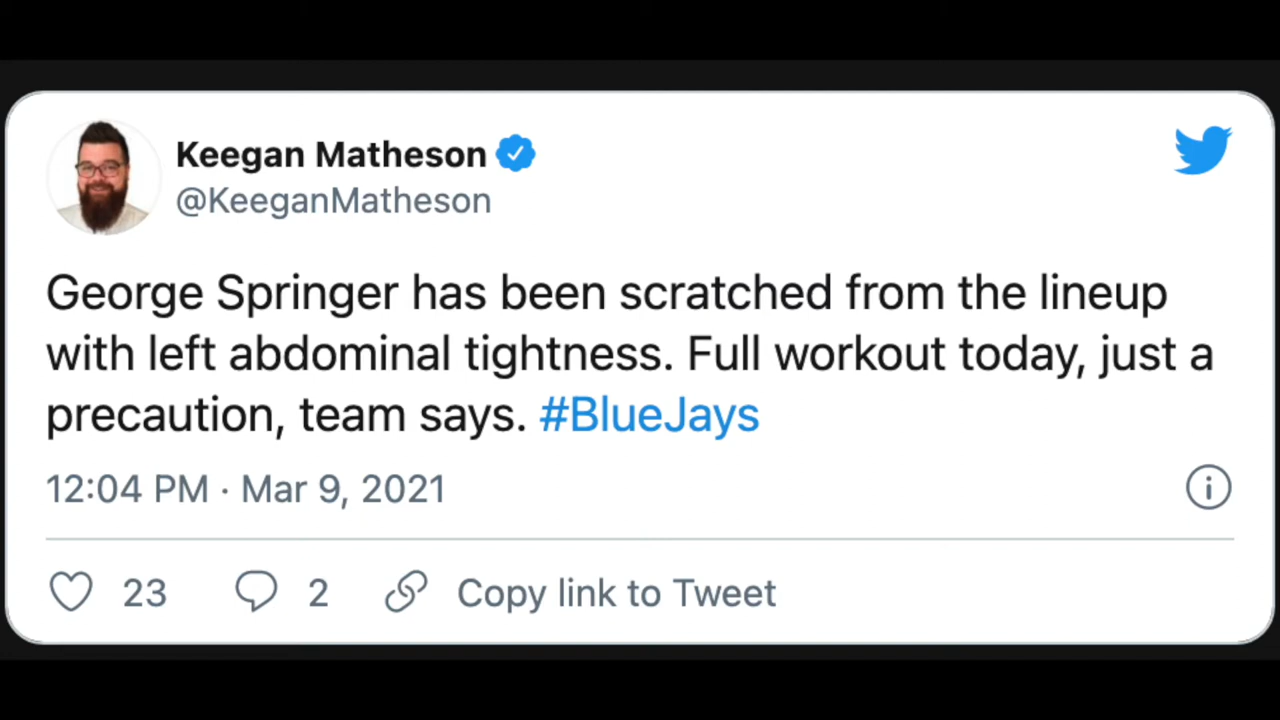 Keegan Matheson
@KeeganMatheson
George Springer has been scratched from the lineup
with left abdominal tightness. Full workout today, just a
precaution, team says. #BlueJays
12:04 PM · Mar 9, 2021
23 2 Copy link to Tweet